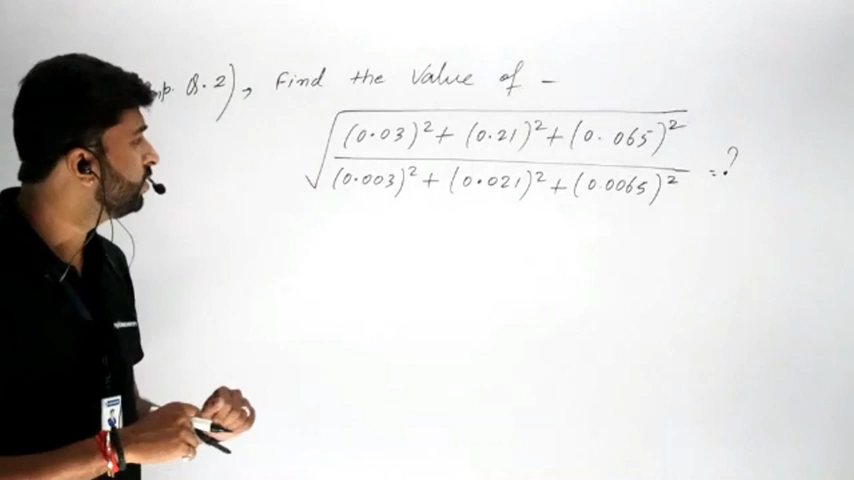 Q.2), Find the value of -
√
(0.03)²+ (0.21)²+(0.065)²
(0.003)²+ (0.021)²+(0.0065)²
=?